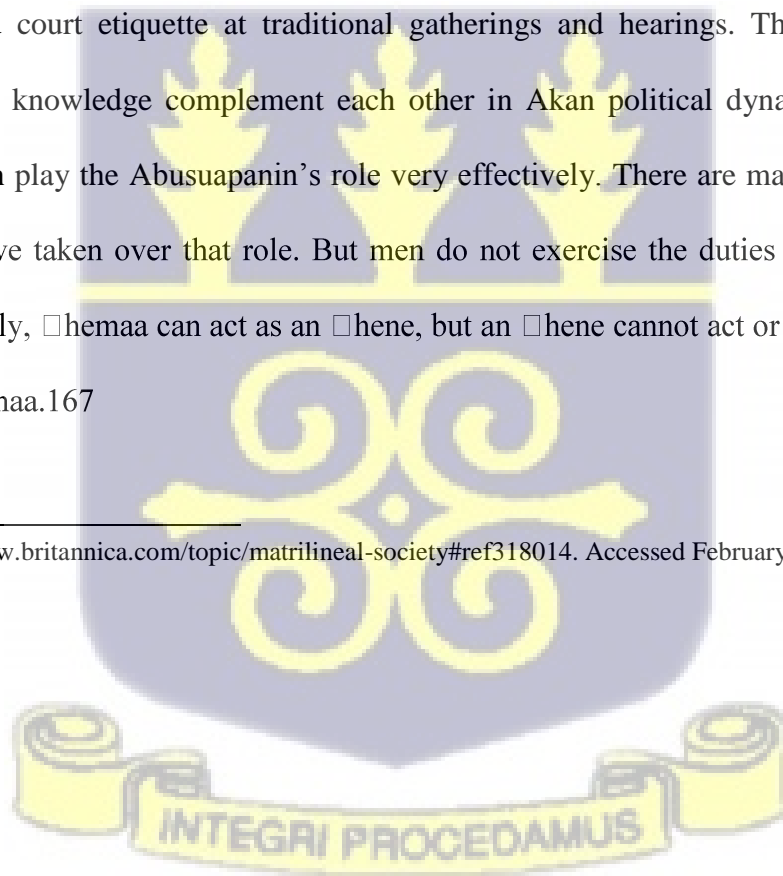 court etiquette at traditional gatherings and hearings. Th
knowledge complement each other in Akan political dyna
play the Abusuapanin’s role very effectively. There are ma
ve taken over that role. But men do not exercise the duties
ly, □hemaa can act as an □hene, but an □hene cannot act or
maa.167
w.britannica.com/topic/matrilineal-society#ref318014. Accessed February
INTEGRI PROCEDAMUS